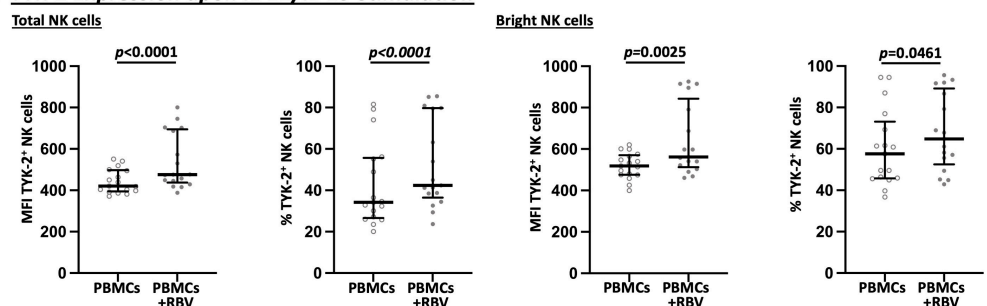 Total NK cells
Bright NK cells
p<0.0001
MFI TYK-2⁺ NK cells
1000
800
600
400
200
0
PBMCs
PBMCs
+RBV
p<0.0001
% TYK-2⁺ NK cells
100
80
60
40
20
0
PBMCs
PBMCs
+RBV
p=0.0025
MFI TYK-2⁺ NK cells
1000
800
600
400
200
0
PBMCs
PBMCs
+RBV
p=0.0461
% TYK-2⁺ NK cells
100
80
60
40
20
0
PBMCs
PBMCs
+RBV